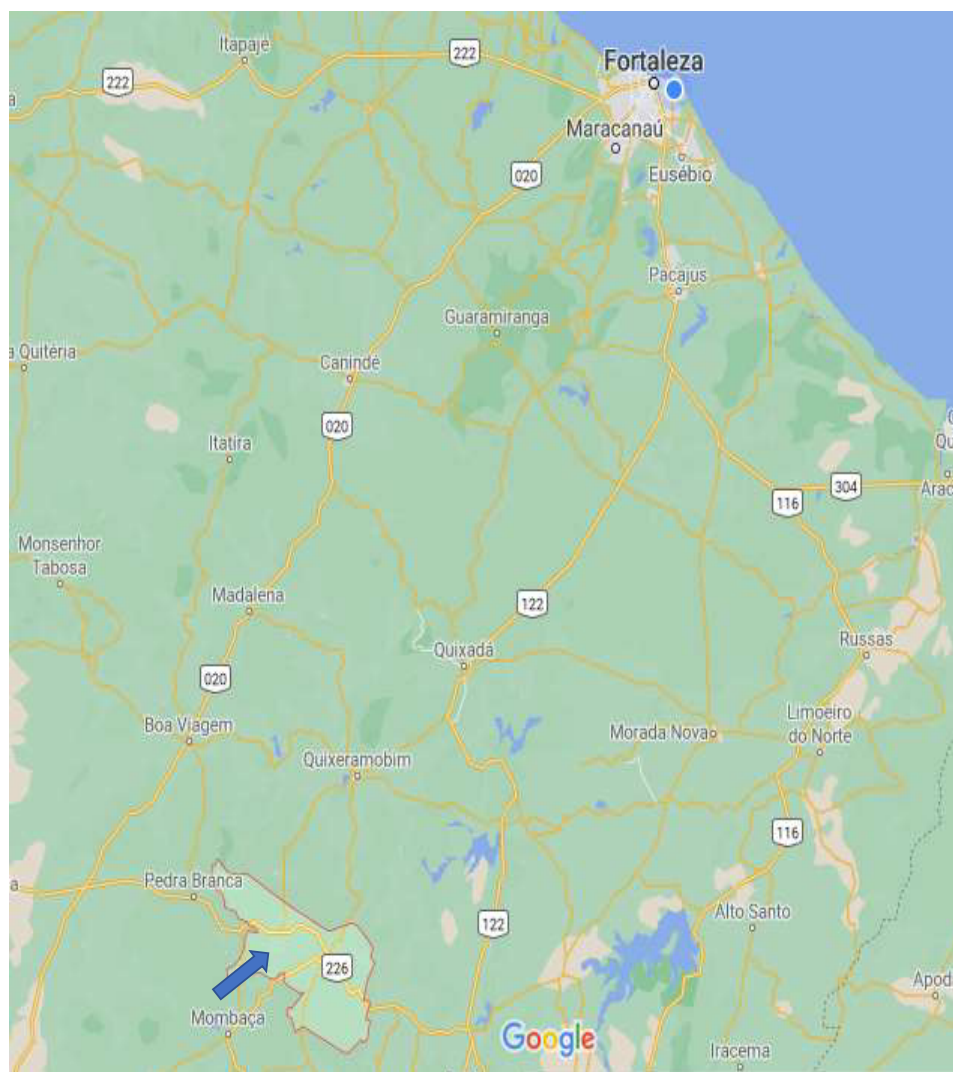 Itapajé
222
222
Fortaleza
a
Maracanaú
Eusébio
020
Pacajus
Guaramiranga
a Quitéria
Canindé
020
Itatira
Qu
304
Arac
116
Monsenhor
Tabosa
122
Madalena
Russas
Quixadá
020
Limoeiro
do Norte
Boa Viagem
Morada Nova
Quixeramobim
116
Pedra Branca
a
Alto Santo
122
226
Apod
Mombaça
Google
Iracema